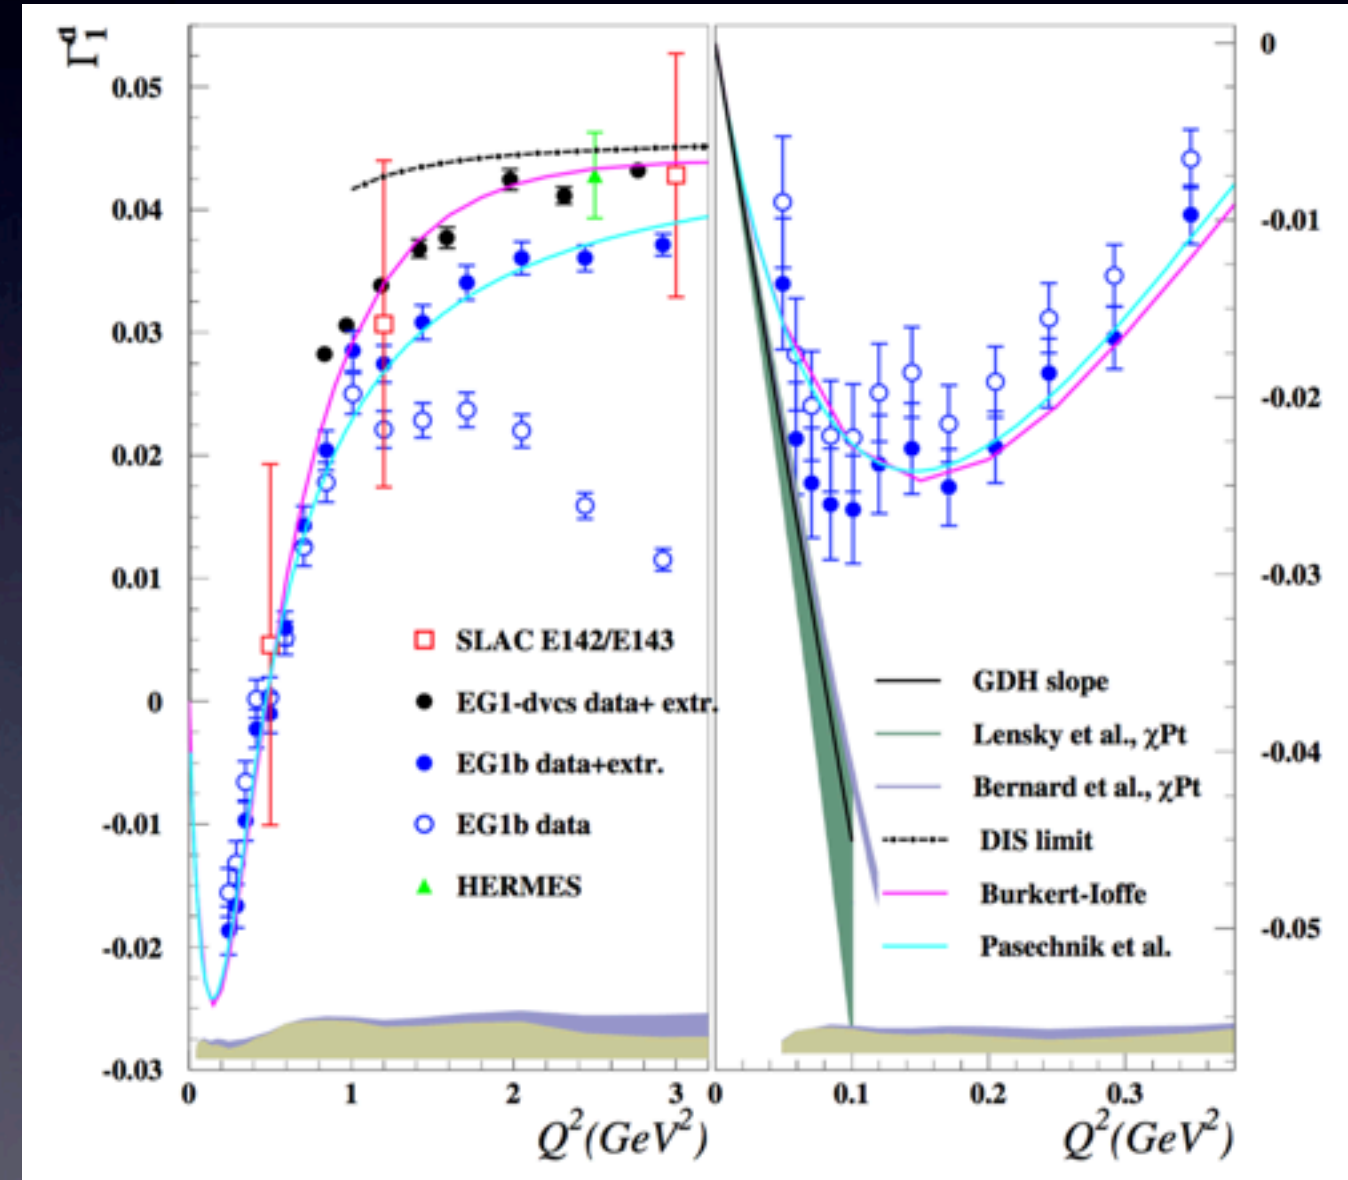 Γ₁ᵈ
0.05
0.04
0.03
0.02
0.01
0
-0.01
-0.02
-0.03
0 1 2 3
Q²(GeV²)
SLAC E142/E143
EG1-dvcs data+ extr.
EG1b data+extr.
EG1b data
HERMES
0
-0.01
-0.02
-0.03
-0.04
-0.05
0 0.1 0.2 0.3
Q²(GeV²)
GDH slope
Lensky et al., χPt
Bernard et al., χPt
DIS limit
Burkert-Ioffe
Pasechnik et al.